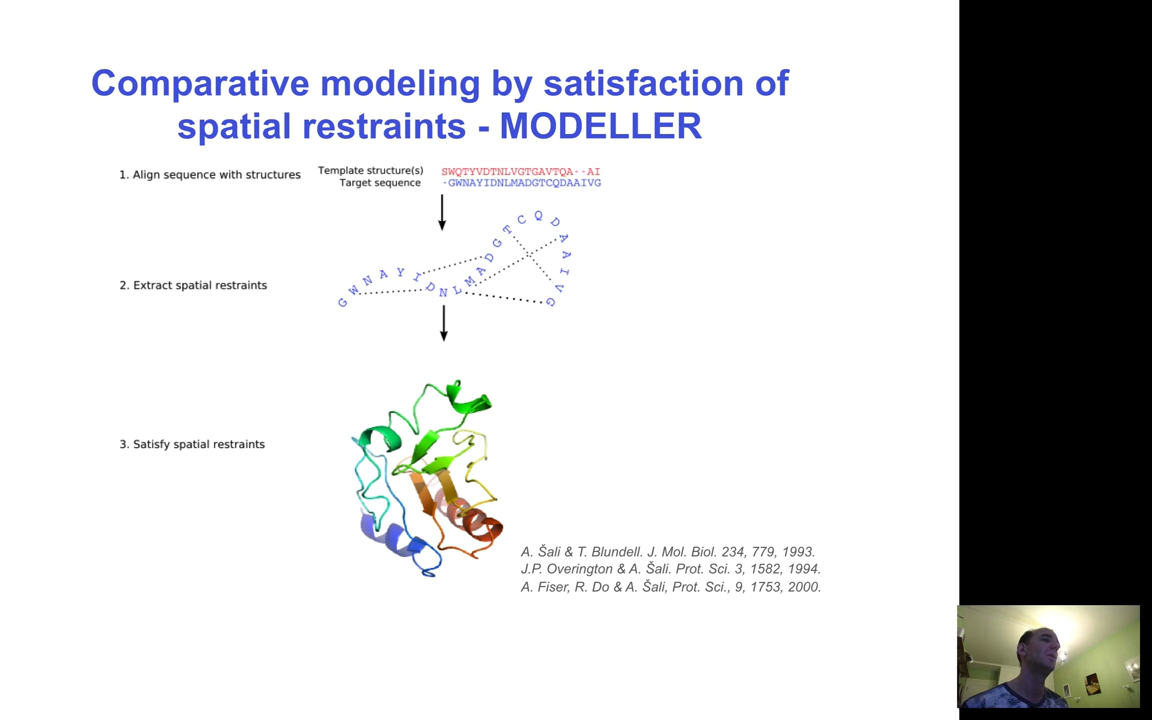 Comparative modeling by satisfaction of
spatial restraints - MODELLER
1. Align sequence with structures
Template structure(s) SWQTYVDTNLVGTGAVTQA--AI
Target sequence -GWNAYIDNLMADGTCQDAAIVG
2. Extract spatial restraints
GWNAYIDNLMADGTCQDAAIVG
3. Satisfy spatial restraints
A. Šali & T. Blundell. J. Mol. Biol. 234, 779, 1993.
J.P. Overington & A. Šali. Prot. Sci. 3, 1582, 1994.
A. Fiser, R. Do & A. Šali, Prot. Sci., 9, 1753, 2000.